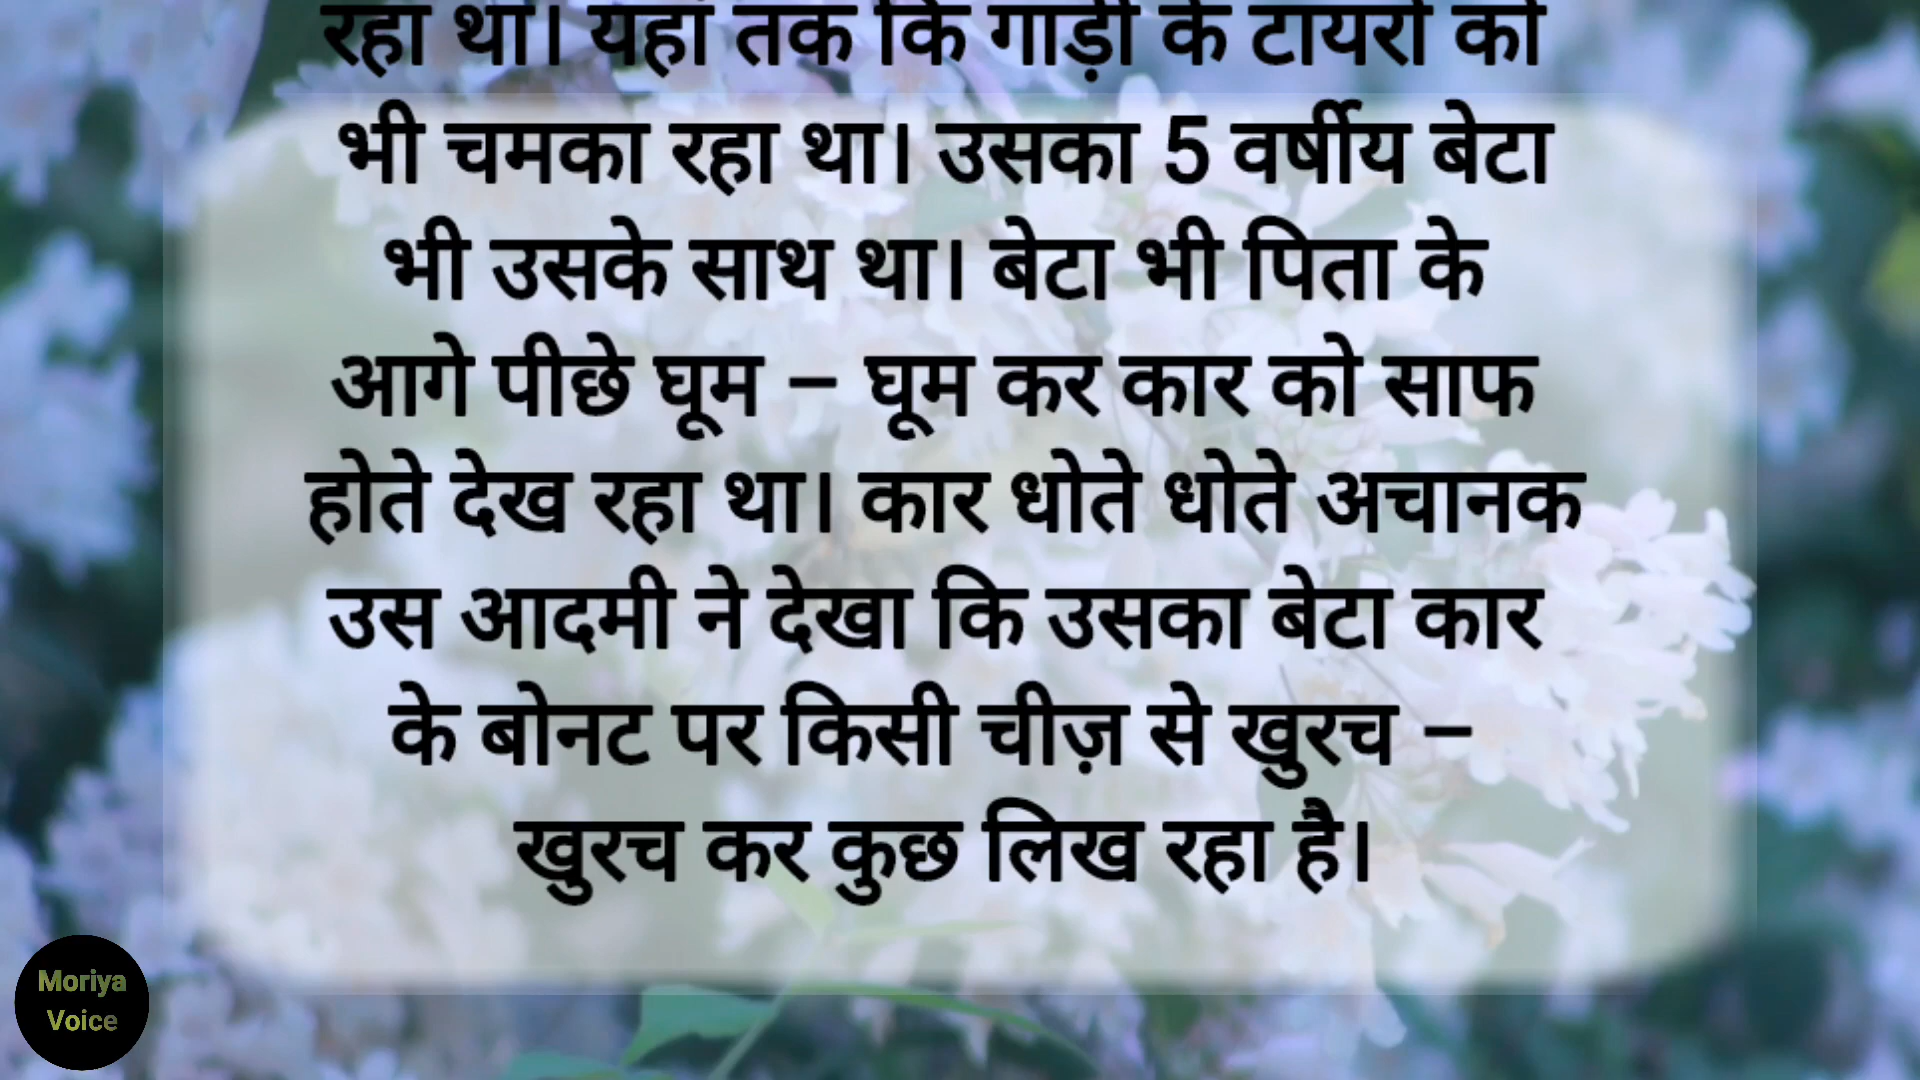 रहा था। यहां तक कि गाड़ी के टायरों को
भी चमका रहा था। उसका 5 वर्षीय बेटा
भी उसके साथ था। बेटा भी पिता के
आगे पीछे घूम – घूम कर कार को साफ
होते देख रहा था। कार धोते धोते अचानक
उस आदमी ने देखा कि उसका बेटा कार
के बोनट पर किसी चीज़ से खुरच –
खुरच कर कुछ लिख रहा है।
Moriya
Voice